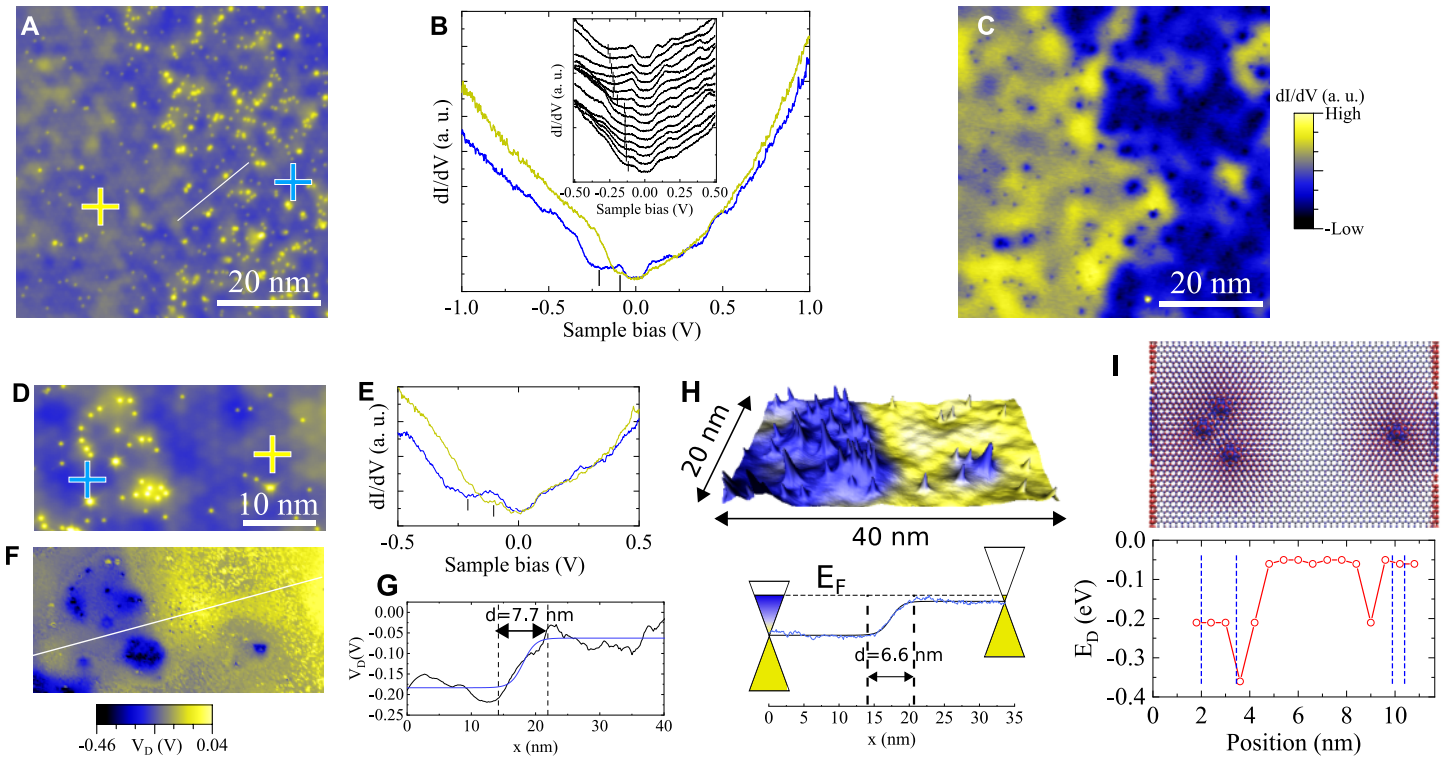 A
20 nm
B
dI/dV (a. u.)
-1.0 -0.5 0.0 0.5 1.0
Sample bias (V)
dI/dV (a. u.)
-0.50 -0.25 0.00 0.25 0.50
Sample bias (V)
C
20 nm
dI/dV (a. u.)
High
-Low
D
10 nm
E
dI/dV (a. u.)
-0.5 0.0 0.5
Sample bias (V)
F
-0.46 V_D (V) 0.04
G
d=7.7 nm
V_D(V)
0.00
-0.05
-0.10
-0.15
-0.20
-0.25
0 10 20 30 40
x (nm)
H
20 nm
40 nm
E_F
d=6.6 nm
0 5 10 15 20 25 30 35
x (nm)
I
E_D (eV)
0.0
-0.1
-0.2
-0.3
-0.4
0 2 4 6 8 10
Position (nm)